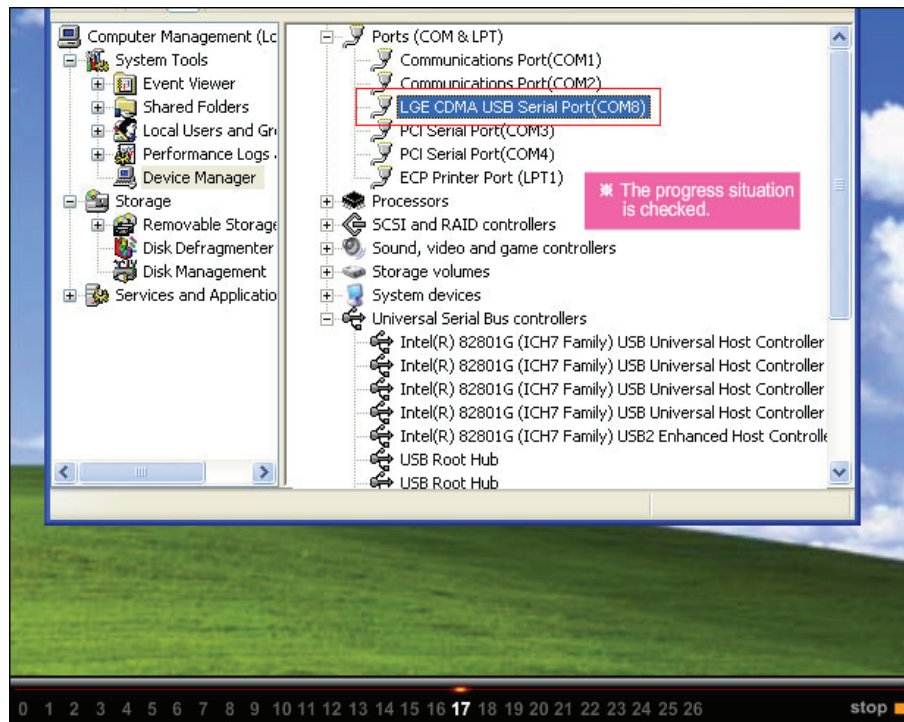 Computer Management (Lc
System Tools
Event Viewer
Shared Folders
Local Users and Gr
Performance Logs
Device Manager
Storage
Removable Storage
Disk Defragmenter
Disk Management
Services and Applicatio
Ports (COM & LPT)
Communications Port(COM1)
Communications Port(COM2)
LGE CDMA USB Serial Port(COM8)
PCI Serial Port(COM3)
PCI Serial Port(COM4)
ECP Printer Port (LPT1)
Processors
SCSI and RAID controllers
Sound, video and game controllers
Storage volumes
System devices
Universal Serial Bus controllers
Intel(R) 82801G (ICH7 Family) USB Universal Host Controller
Intel(R) 82801G (ICH7 Family) USB Universal Host Controller
Intel(R) 82801G (ICH7 Family) USB Universal Host Controller
Intel(R) 82801G (ICH7 Family) USB Universal Host Controller
Intel(R) 82801G (ICH7 Family) USB2 Enhanced Host Controlle
USB Root Hub
USB Root Hub
※ The progress situation
is checked.
0 1 2 3 4 5 6 7 8 9 10 11 12 13 14 15 16 17 18 19 20 21 22 23 24 25 26 stop